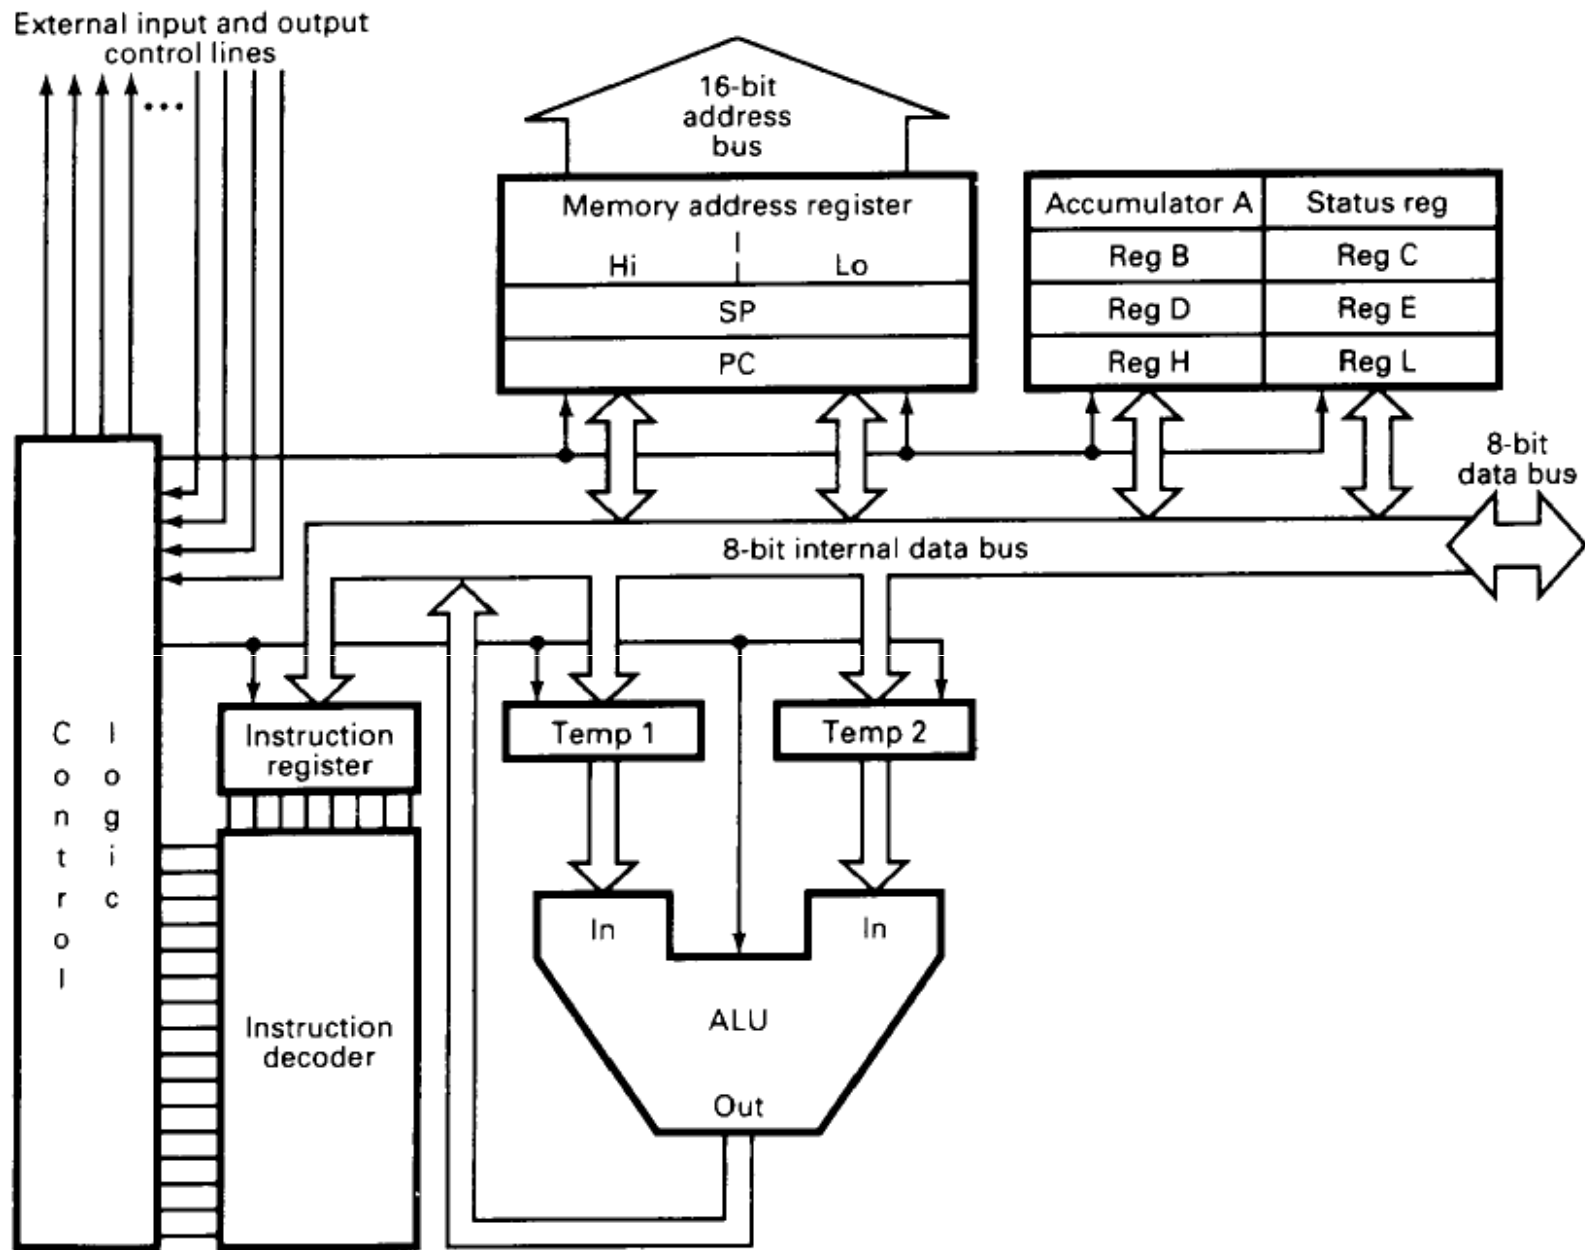 External input and output
control lines
16-bit
address
bus
Memory address register
Hi
Lo
SP
PC
Accumulator A
Status reg
Reg B
Reg C
Reg D
Reg E
Reg H
Reg L
8-bit
data bus
8-bit internal data bus
Control
logic
Instruction
register
Temp 1
Temp 2
In
In
ALU
Out
Instruction
decoder